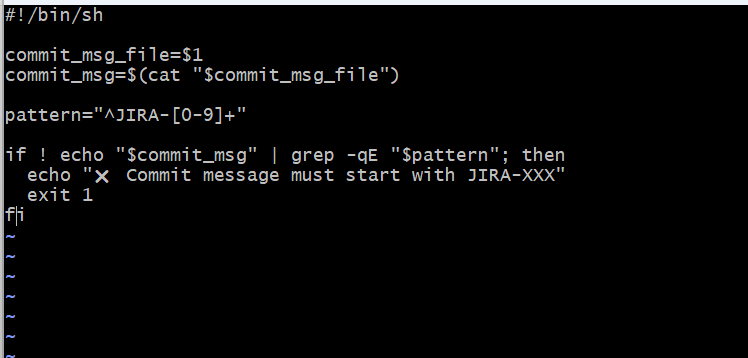 #!/bin/sh

commit_msg_file=$1
commit_msg=$(cat "$commit_msg_file")

pattern="^JIRA-[0-9]+"

if ! echo "$commit_msg" | grep -qE "$pattern"; then
  echo "❌ Commit message must start with JIRA-XXX"
  exit 1
fi
~
~
~
~
~
~
~